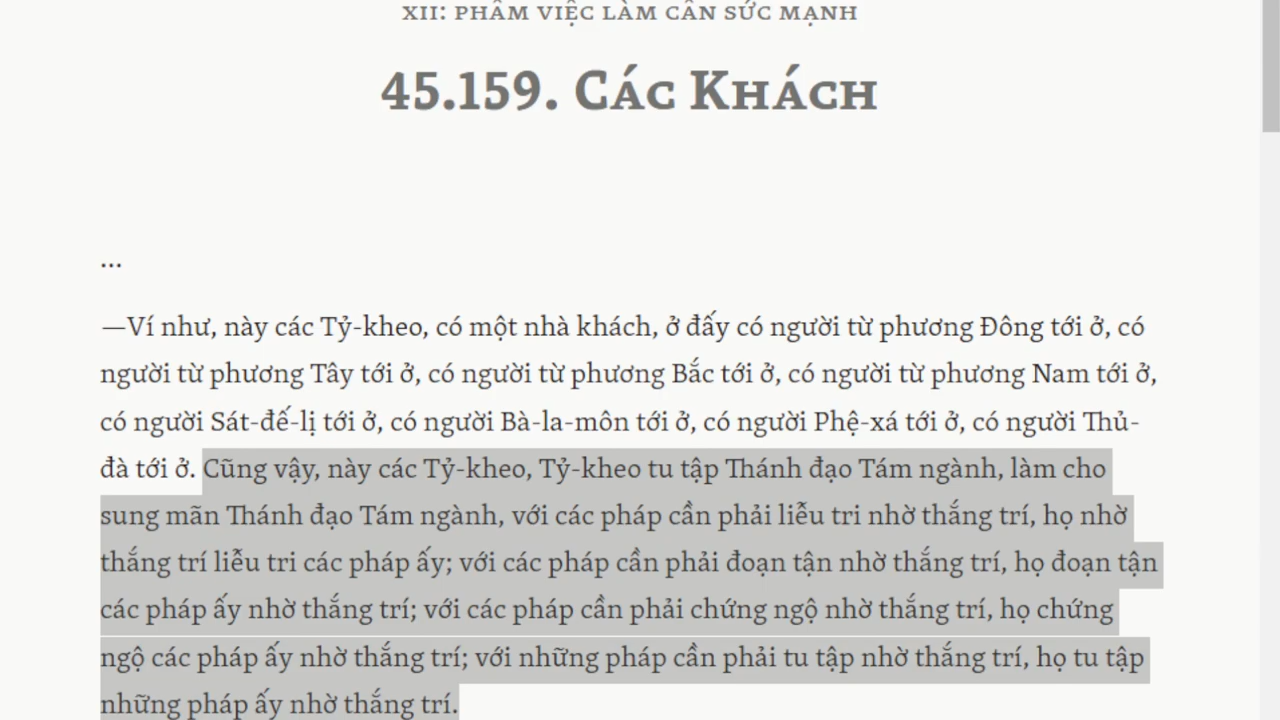 XII: PHẨM VIỆC LÀM CẦN SỨC MẠNH
45.159. Các Khách
...
—Ví như, này các Tỷ-kheo, có một nhà khách, ở đấy có người từ phương Đông tới ở, có
người từ phương Tây tới ở, có người từ phương Bắc tới ở, có người từ phương Nam tới ở,
có người Sát-đế-lị tới ở, có người Bà-la-môn tới ở, có người Phệ-xá tới ở, có người Thủ-
đà tới ở. Cũng vậy, này các Tỷ-kheo, Tỷ-kheo tu tập Thánh đạo Tám ngành, làm cho
sung mãn Thánh đạo Tám ngành, với các pháp cần phải liễu tri nhờ thắng trí, họ nhờ
thắng trí liễu tri các pháp ấy; với các pháp cần phải đoạn tận nhờ thắng trí, họ đoạn tận
các pháp ấy nhờ thắng trí; với các pháp cần phải chứng ngộ nhờ thắng trí, họ chứng
ngộ các pháp ấy nhờ thắng trí; với những pháp cần phải tu tập nhờ thắng trí, họ tu tập
những pháp ấy nhờ thắng trí.